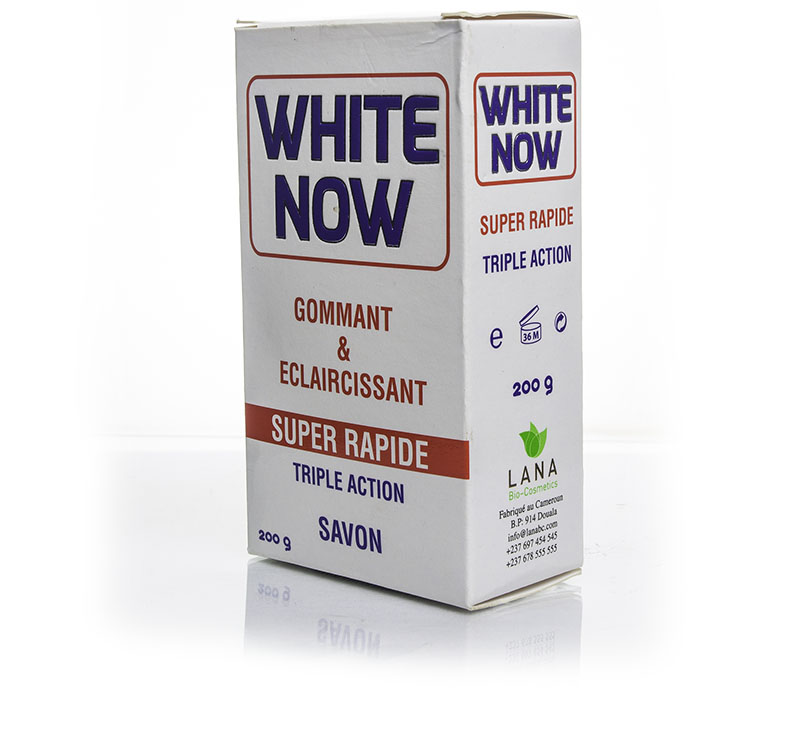 WHITE
NOW
GOMMANT
&
ECLAIRCISSANT
SUPER RAPIDE
TRIPLE ACTION
SAVON
200 g
WHITE
NOW
SUPER RAPIDE
TRIPLE ACTION
e
36 M
200 g
LANA
Bio-Cosmetics
Fabriqué au Cameroun
B.P: 914 Douala
info@lanabc.com
+237 697 454 545
+237 678 555 555